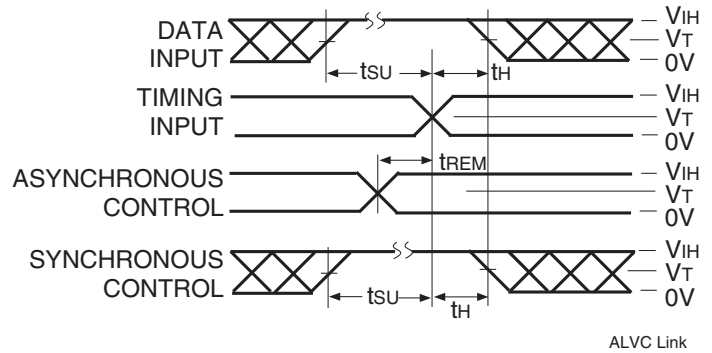 DATA INPUT
VIH
VT
0V
tSU
tH
TIMING INPUT
VIH
VT
0V
tREM
ASYNCHRONOUS CONTROL
VIH
VT
0V
SYNCHRONOUS CONTROL
VIH
VT
0V
tSU
tH
ALVC Link